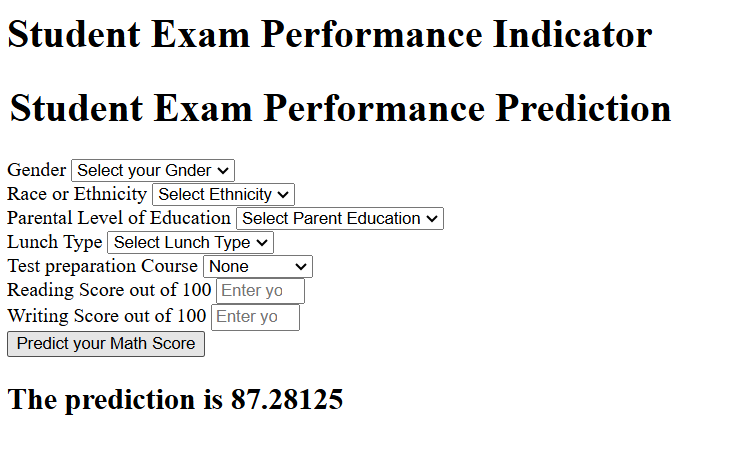 Student Exam Performance Indicator
Student Exam Performance Prediction
Gender Select your Gnder
Race or Ethnicity Select Ethnicity
Parental Level of Education Select Parent Education
Lunch Type Select Lunch Type
Test preparation Course None
Reading Score out of 100 Enter yo
Writing Score out of 100 Enter yo
Predict your Math Score
The prediction is 87.28125